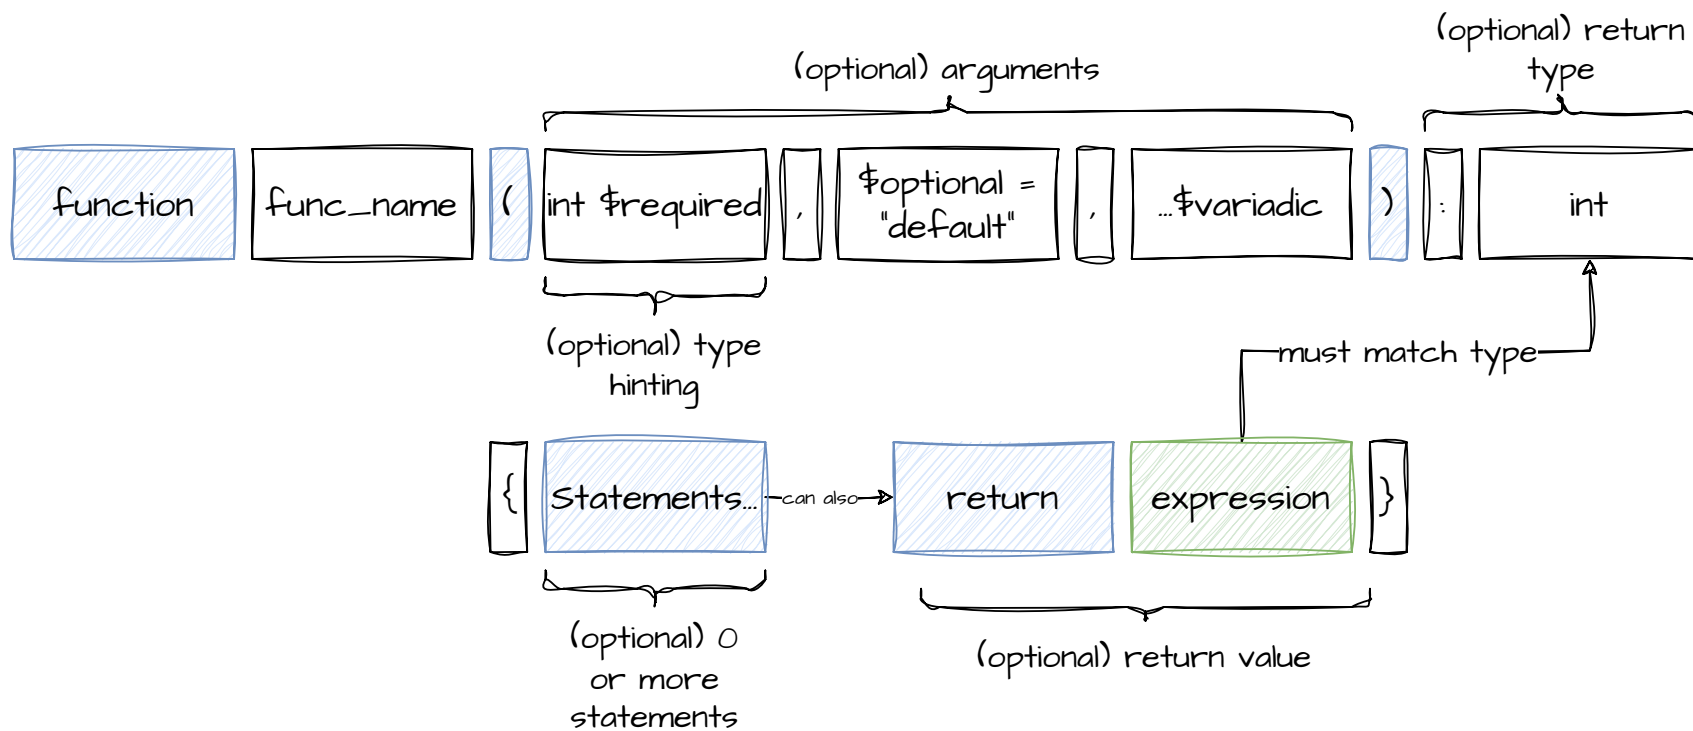 (optional) return
type
(optional) arguments
function func_name ( int $required , $optional =
"default" , ...$variadic ) : int
(optional) type
hinting
must match type
{ Statements... can also return expression }
(optional) 0
or more
statements
(optional) return value